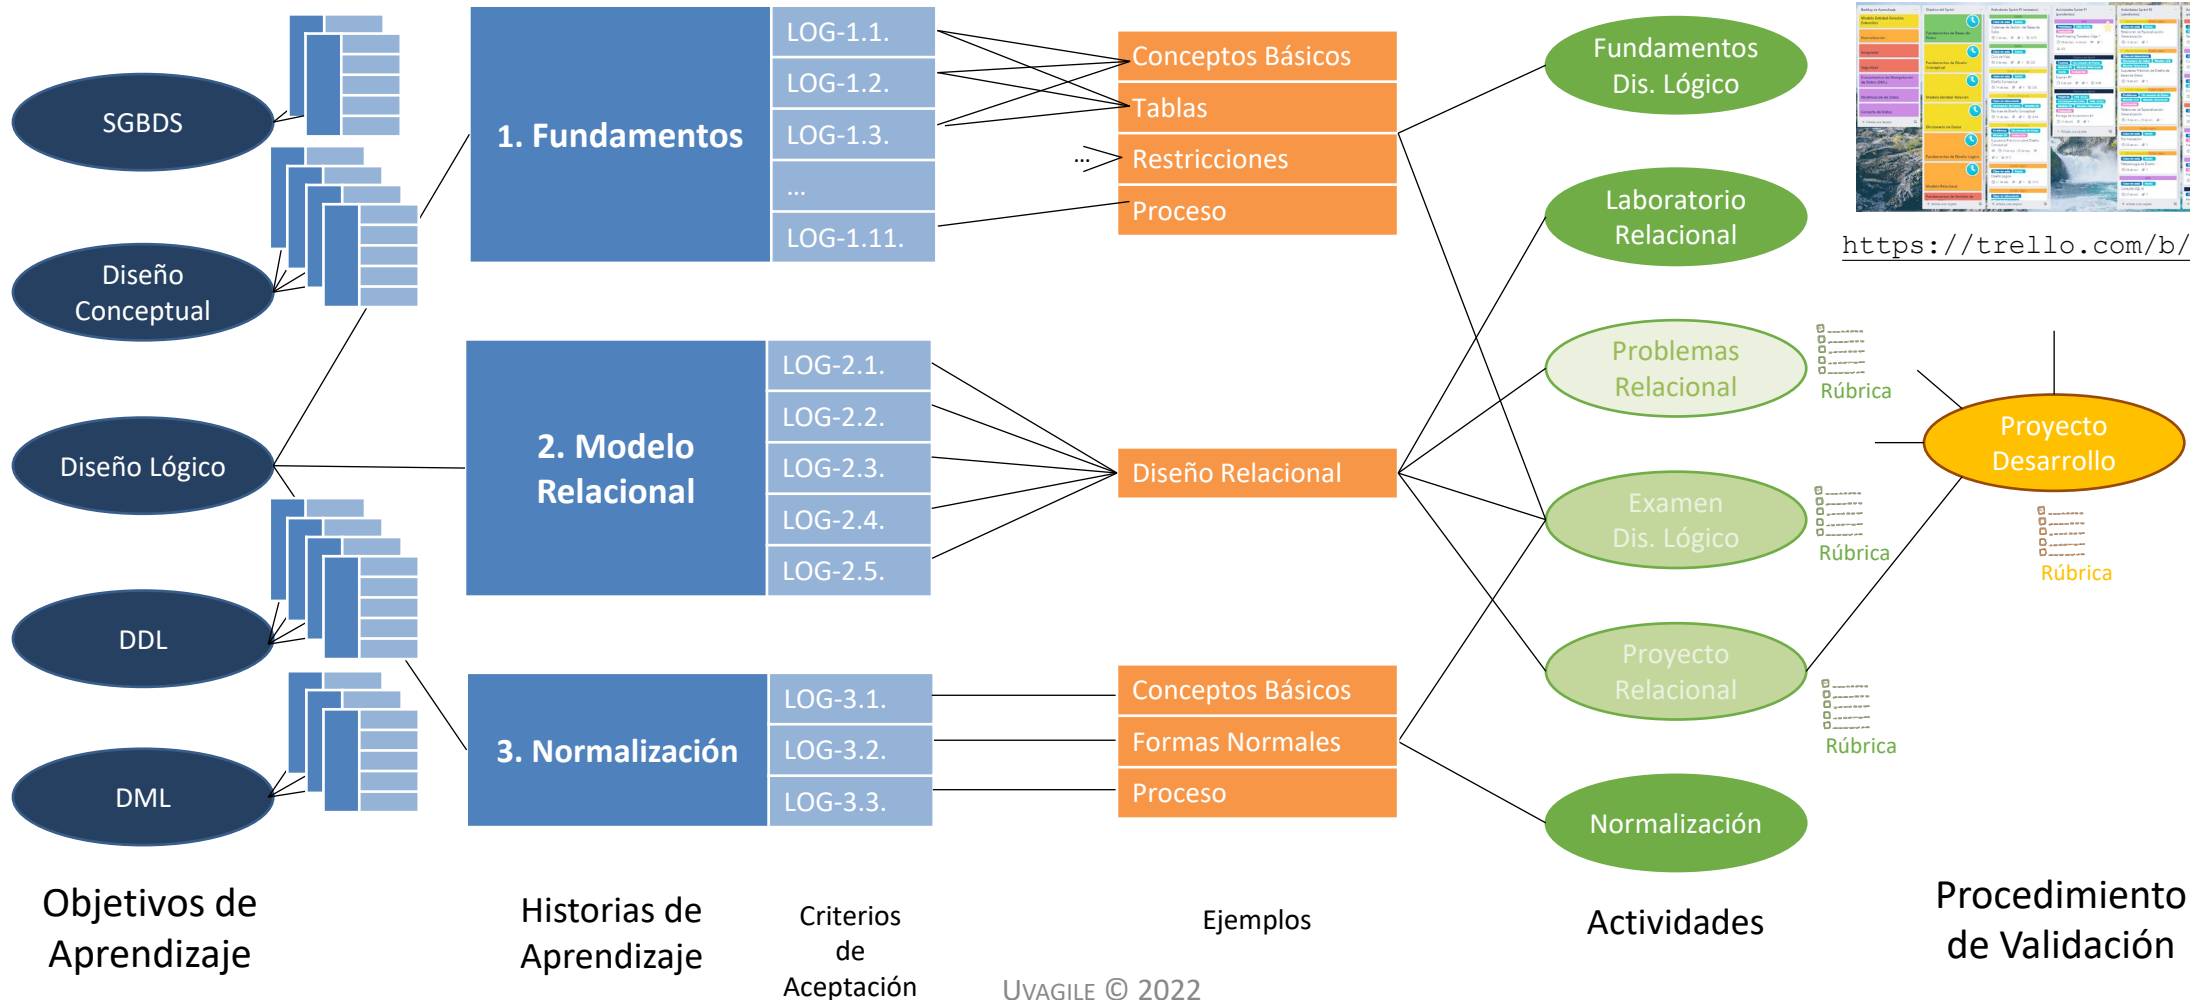 SGBDS
Diseño
Conceptual
Diseño Lógico
DDL
DML
Objetivos de
Aprendizaje
1. Fundamentos
LOG-1.1.
LOG-1.2.
LOG-1.3.
...
LOG-1.11.
2. Modelo
Relacional
LOG-2.1.
LOG-2.2.
LOG-2.3.
LOG-2.4.
LOG-2.5.
3. Normalización
LOG-3.1.
LOG-3.2.
LOG-3.3.
Historias de
Aprendizaje
Criterios
de
Aceptación
Conceptos Básicos
Tablas
...
Restricciones
Proceso
Diseño Relacional
Conceptos Básicos
Formas Normales
Proceso
Ejemplos
Fundamentos
Dis. Lógico
Laboratorio
Relacional
Problemas
Relacional
Rúbrica
Examen
Dis. Lógico
Rúbrica
Proyecto
Relacional
Rúbrica
Normalización
Actividades
https://trello.com/b/
Proyecto
Desarrollo
Rúbrica
Procedimiento
de Validación
UVAGILE © 2022